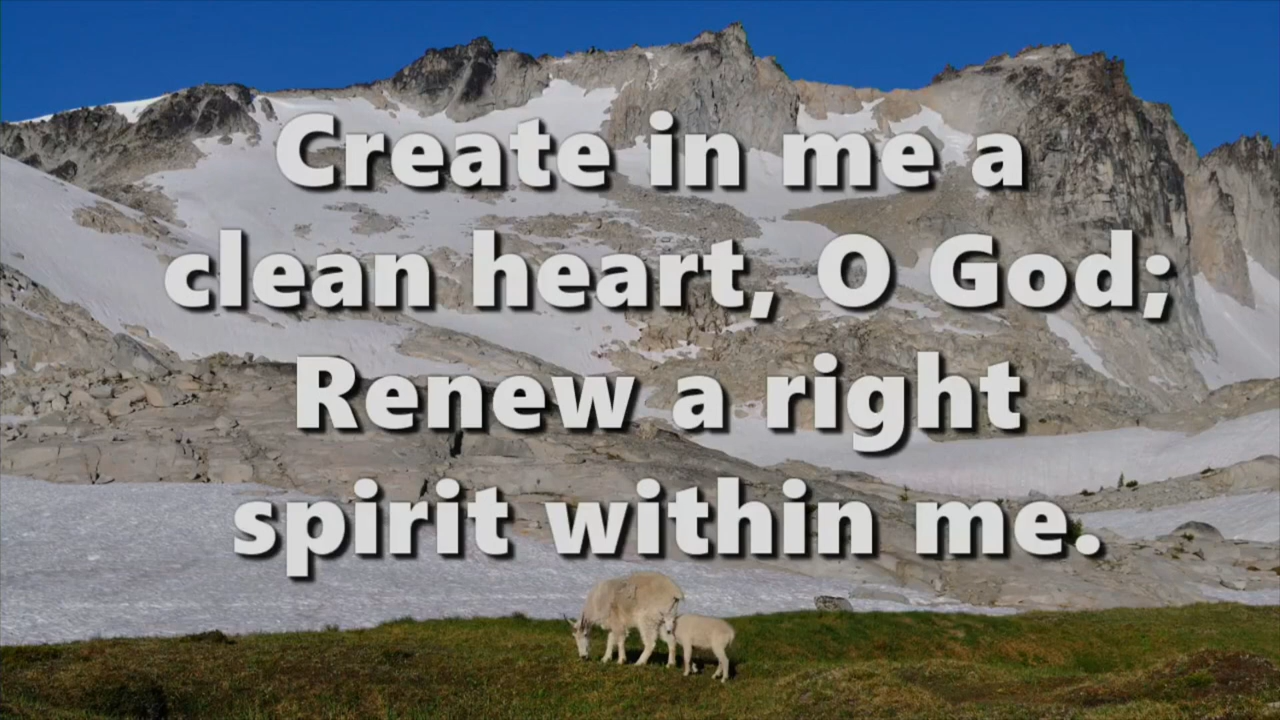 Create in me a
clean heart, O God;
Renew a right
spirit within me.